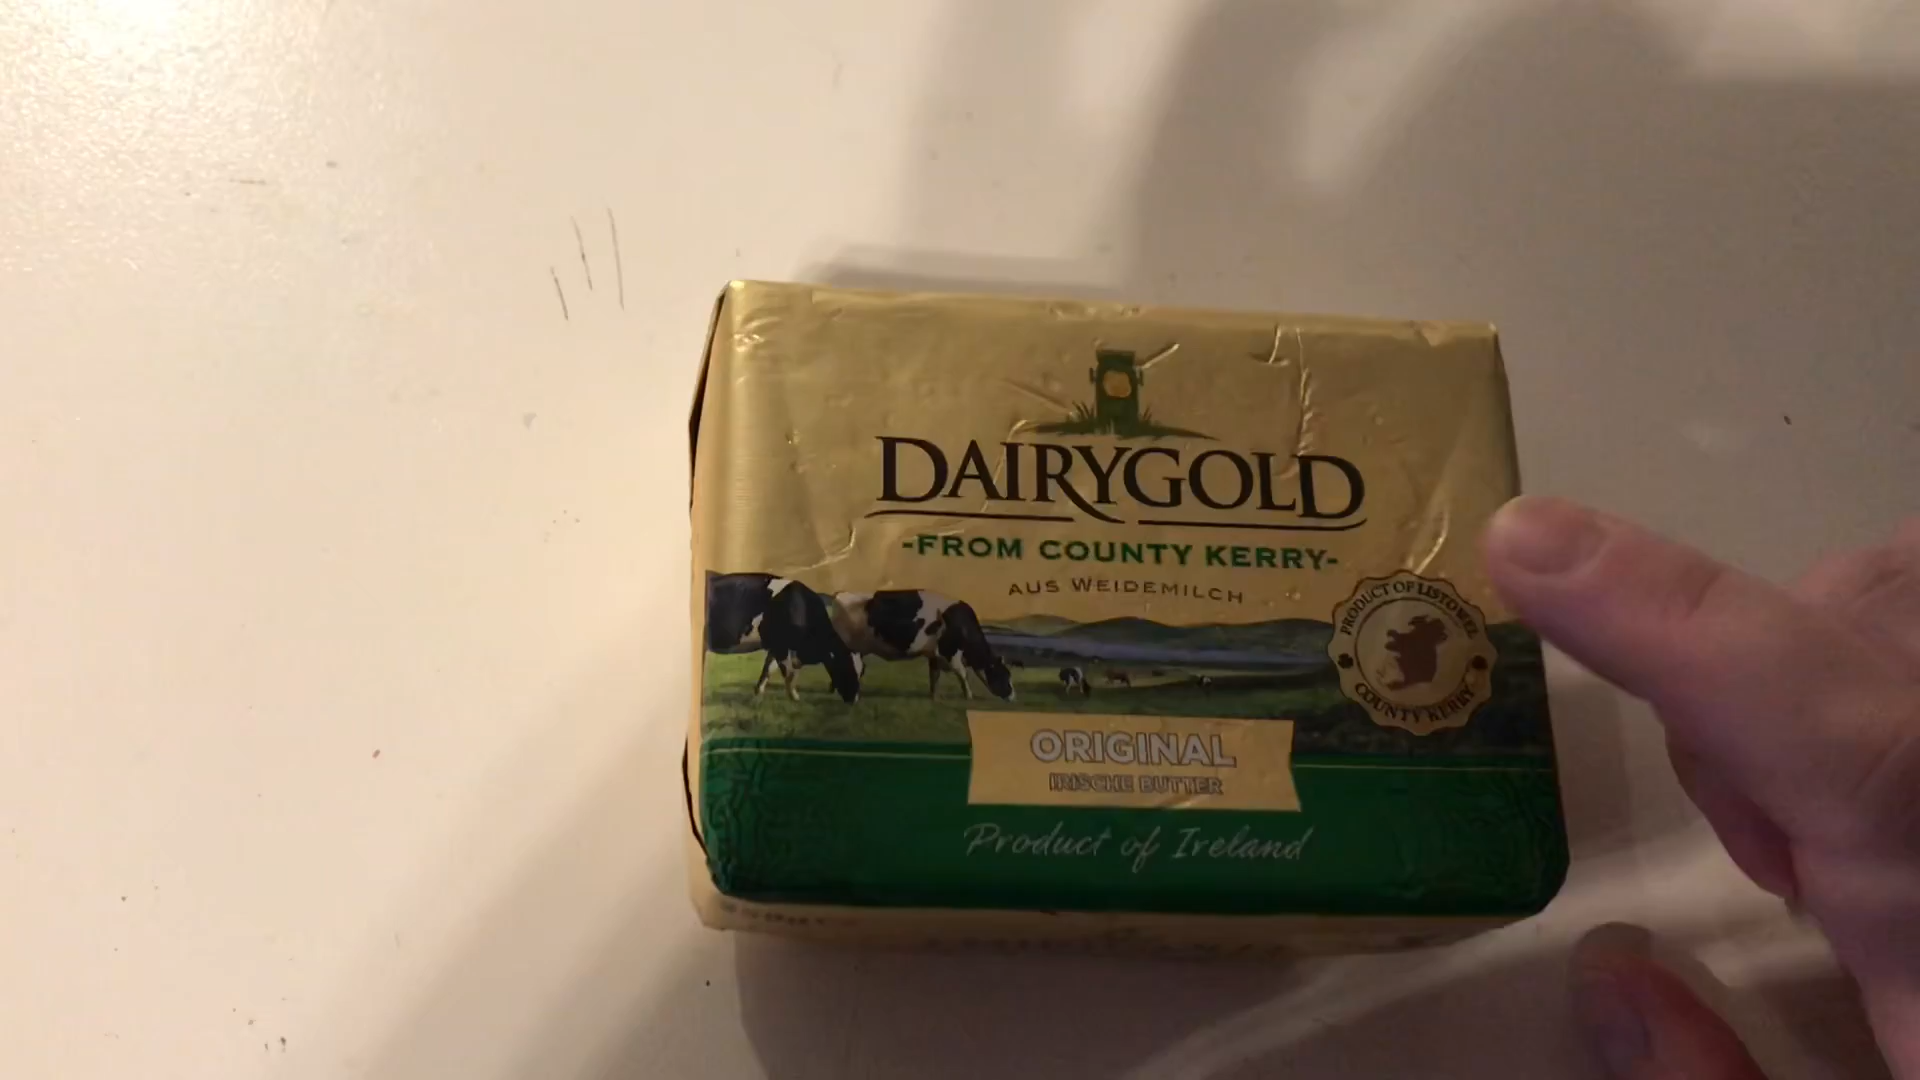 DAIRYGOLD
-FROM COUNTY KERRY-
AUS WEIDEMILCH
PRODUCT OF LISTOWEL
COUNTY KERRY
ORIGINAL
IRISCHE BUTTER
Product of Ireland